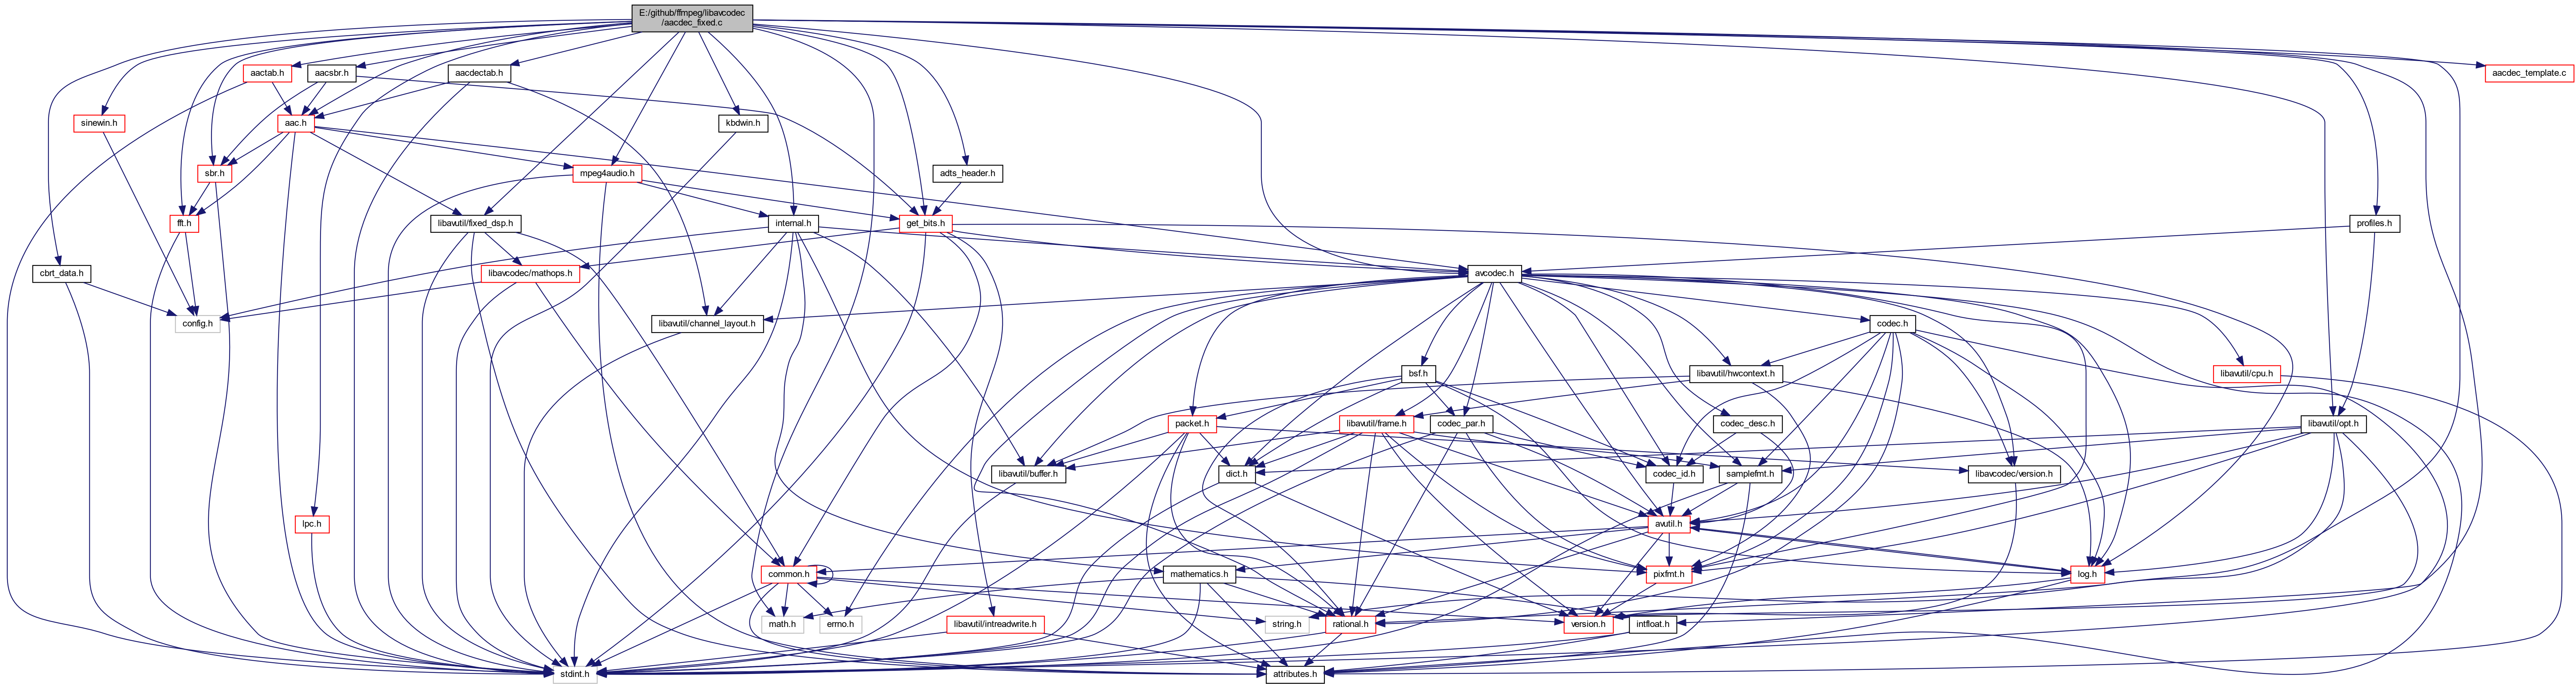 E:/github/ffmpeg/libavcodec
/aacdec_fixed.c
aactab.h
aacsbr.h
aacdectab.h
aacdec_template.c
sinewin.h
aac.h
kbdwin.h
sbr.h
mpeg4audio.h
adts_header.h
fft.h
libavutil/fixed_dsp.h
internal.h
get_bits.h
profiles.h
cbrt_data.h
libavcodec/mathops.h
avcodec.h
config.h
libavutil/channel_layout.h
codec.h
bsf.h
libavutil/hwcontext.h
libavutil/cpu.h
packet.h
libavutil/frame.h
codec_par.h
codec_desc.h
libavutil/opt.h
libavutil/buffer.h
dict.h
codec_id.h
samplefmt.h
libavcodec/version.h
lpc.h
avutil.h
common.h
mathematics.h
pixfmt.h
log.h
math.h
errno.h
libavutil/intreadwrite.h
string.h
rational.h
version.h
intfloat.h
stdint.h
attributes.h